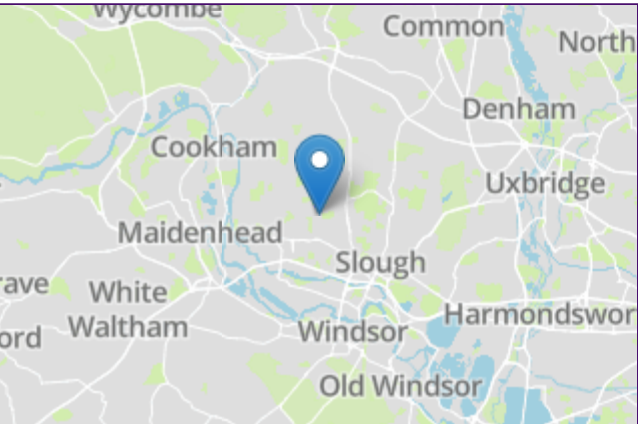 Wycombe
Common
North
Denham
Cookham
Uxbridge
Maidenhead
Slough
rave
White
Waltham
Harmondswor
ord
Windsor
Old Windsor